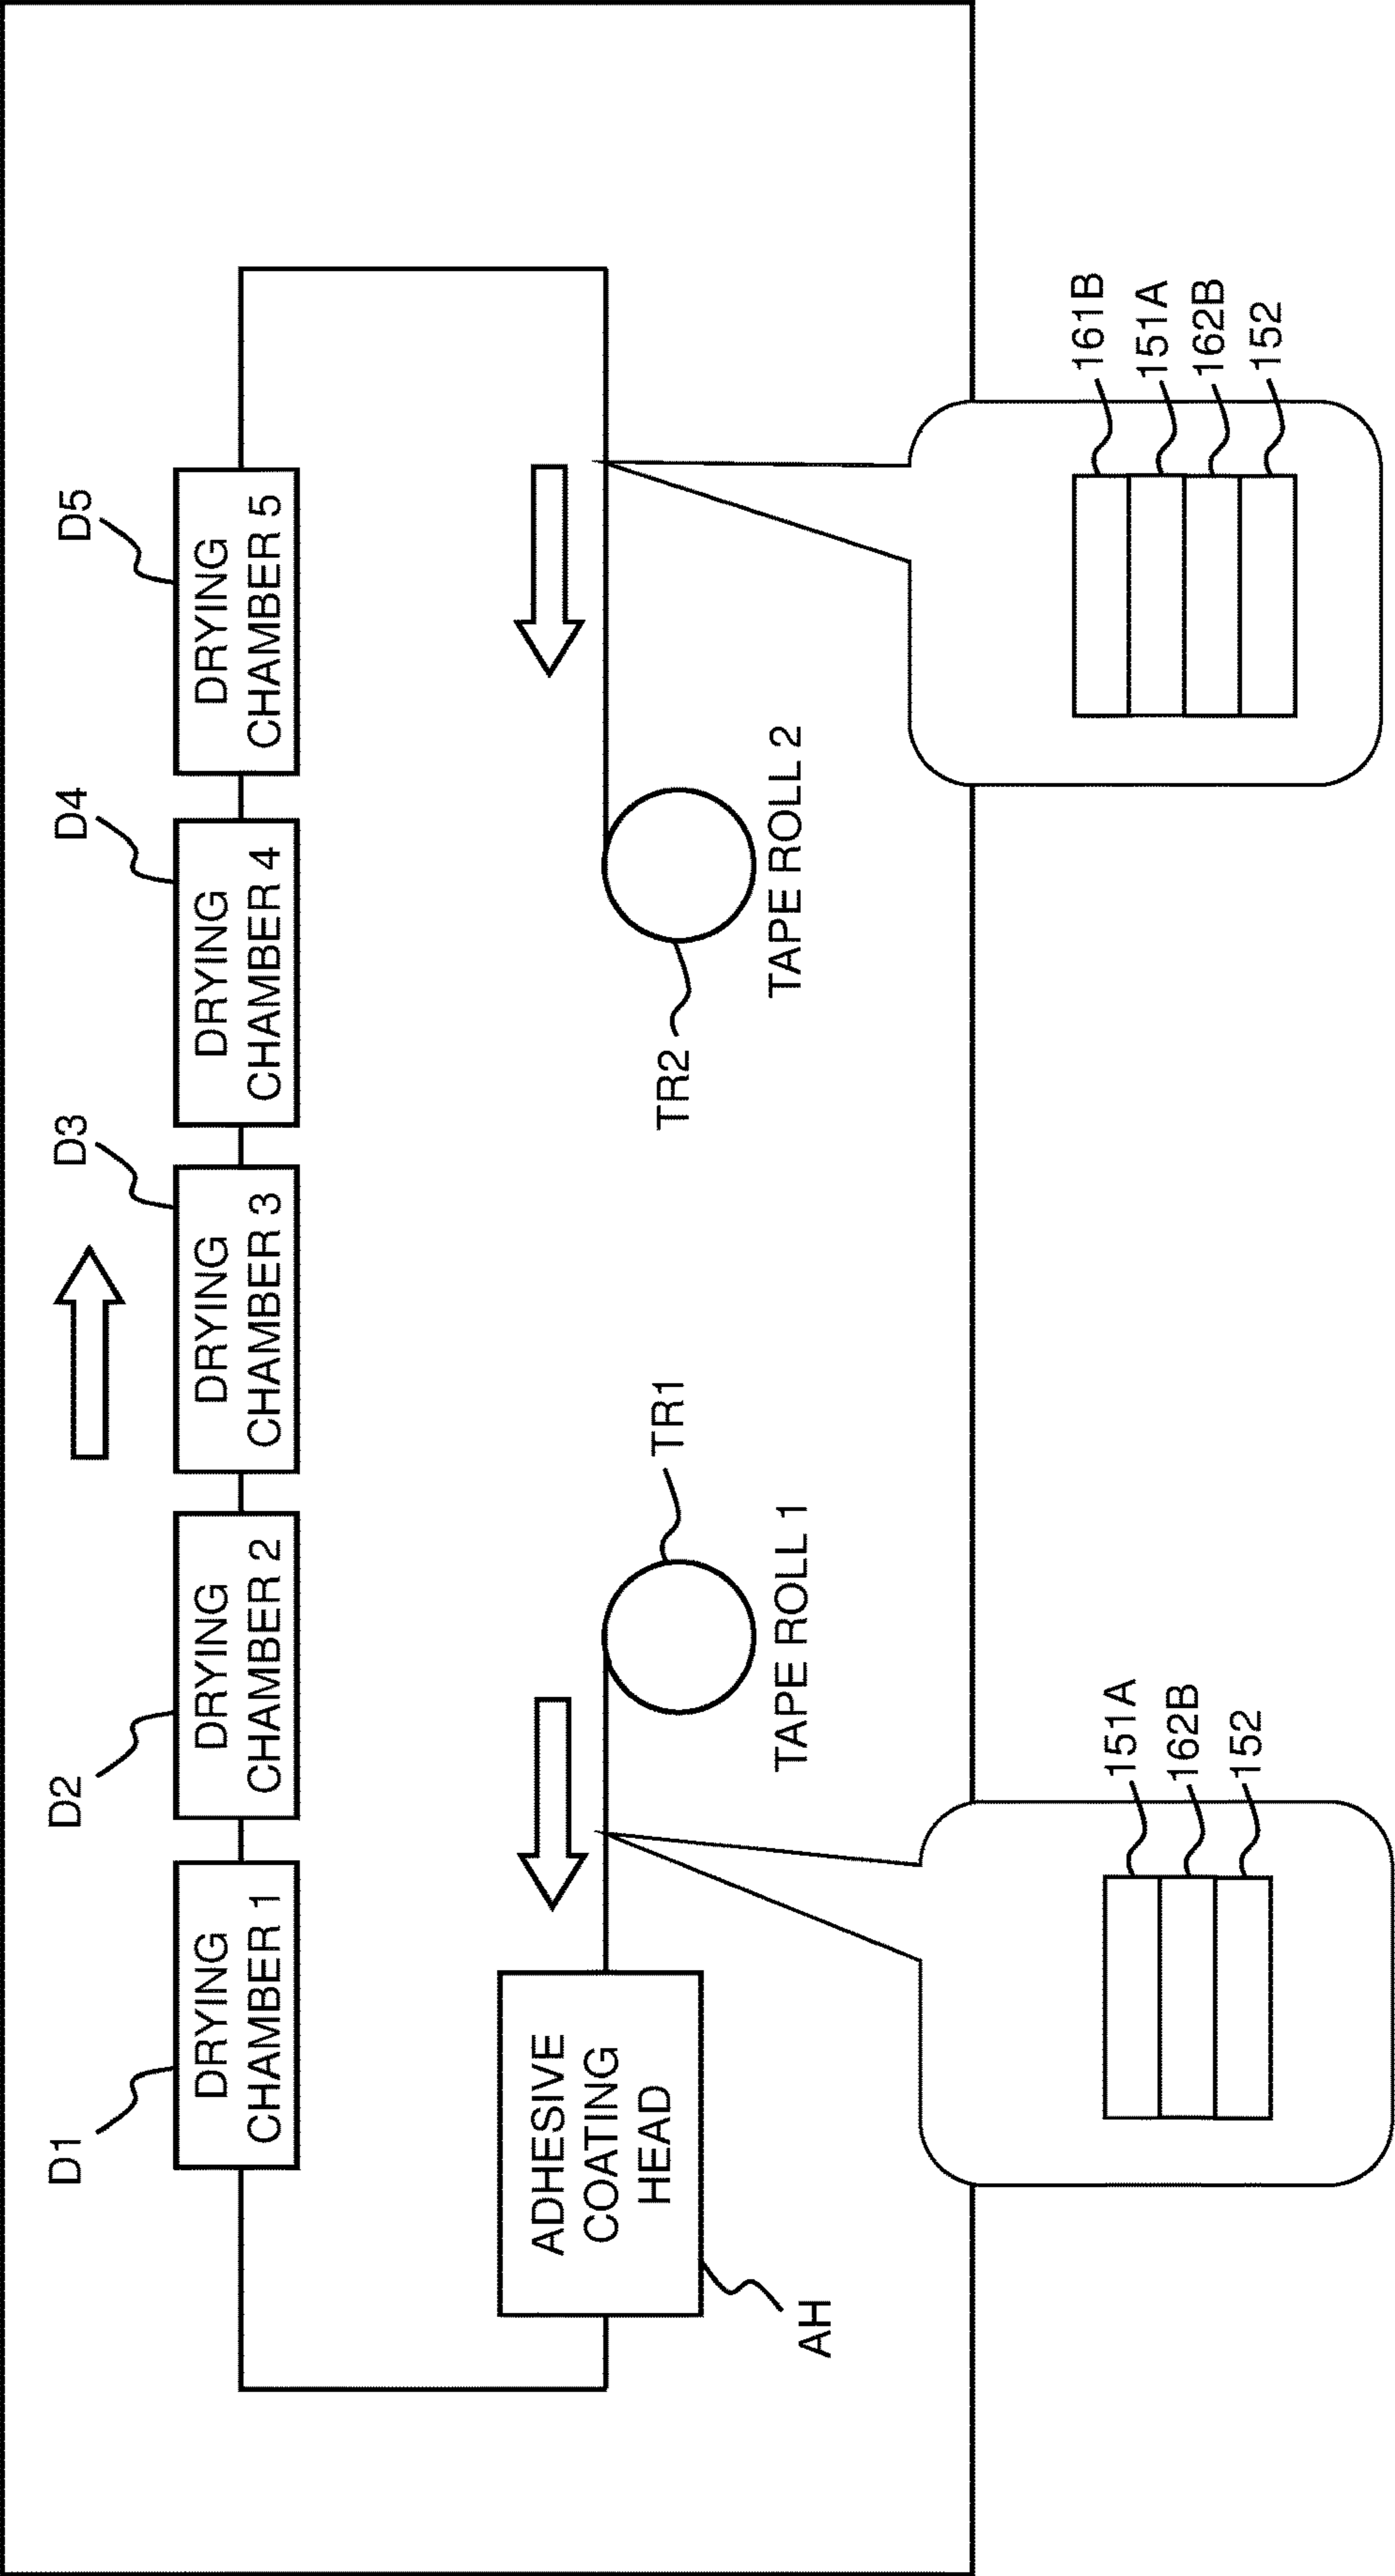 D1
D2
D3
D4
D5
DRYING
CHAMBER 1
DRYING
CHAMBER 2
DRYING
CHAMBER 3
DRYING
CHAMBER 4
DRYING
CHAMBER 5
ADHESIVE
COATING
HEAD
AH
TR1
TAPE ROLL 1
TR2
TAPE ROLL 2
151A
162B
152
161B
151A
162B
152